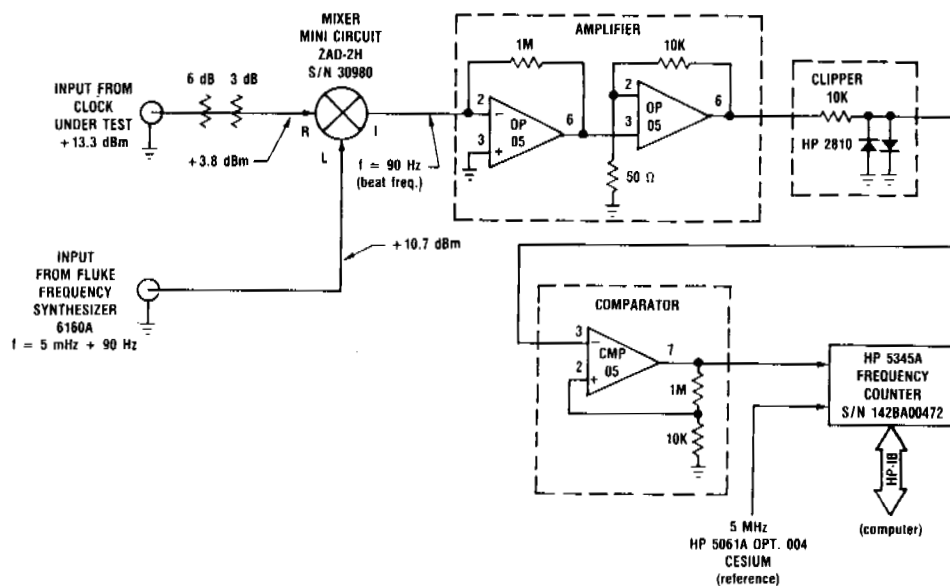 MIXER
MINI CIRCUIT
ZAD-2H
S/N 30980
6 dB 3 dB
INPUT FROM
CLOCK
UNDER TEST
+13.3 dBm
R
I
L
+3.8 dBm
f = 90 Hz
(beat freq.)
+10.7 dBm
INPUT
FROM FLUKE
FREQUENCY
SYNTHESIZER
6160A
f = 5 mHz + 90 Hz
AMPLIFIER
1M
2
−
3
+
OP
05
6
10K
2
3
OP
05
6
50 Ω
CLIPPER
10K
HP 2810
COMPARATOR
3
−
2
+
CMP
05
7
1M
10K
HP 5345A
FREQUENCY
COUNTER
S/N 142BA00472
HP-IB
(computer)
5 MHz
HP 5061A OPT. 004
CESIUM
(reference)